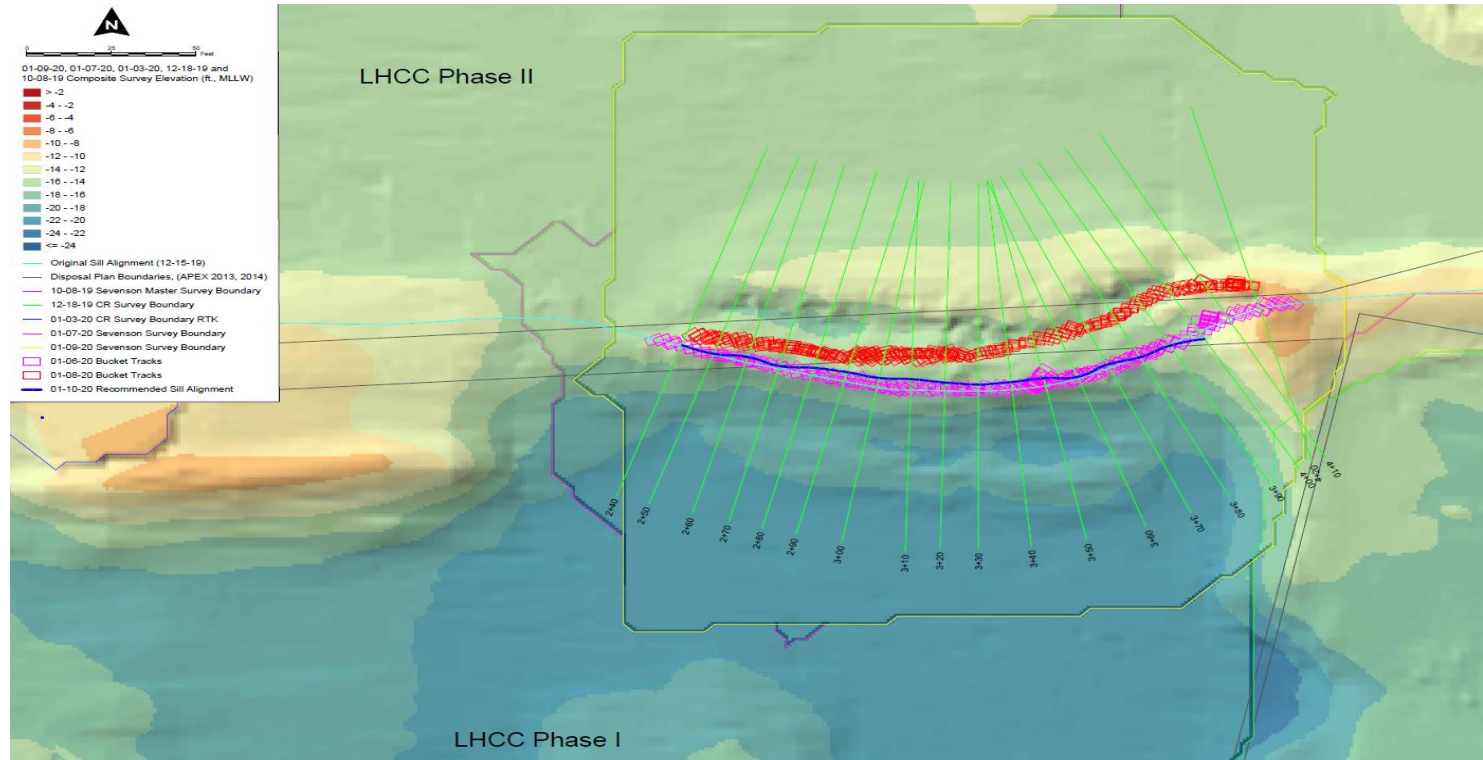 N
0 25 50
Feet
01-09-20, 01-07-20, 01-03-20, 12-18-19 and
10-08-19 Composite Survey Elevation (ft., MLLW)
> -2
-4 - -2
-6 - -4
-8 - -6
-10 - -8
-12 - -10
-14 - -12
-16 - -14
-18 - -16
-20 - -18
-22 - -20
-24 - -22
<= -24
Original Sill Alignment (12-15-19)
Disposal Plan Boundaries, (APEX 2013, 2014)
10-08-19 Sevenson Master Survey Boundary
12-18-19 CR Survey Boundary
01-03-20 CR Survey Boundary RTK
01-07-20 Sevenson Survey Boundary
01-09-20 Sevenson Survey Boundary
01-06-20 Bucket Tracks
01-08-20 Bucket Tracks
01-10-20 Recommended Sill Alignment
LHCC Phase II
2+40
2+50
2+60
2+70
2+80
2+90
3+00
3+10
3+20
3+30
3+40
3+50
3+60
3+70
3+80
3+90
4+00
4+10
LHCC Phase I